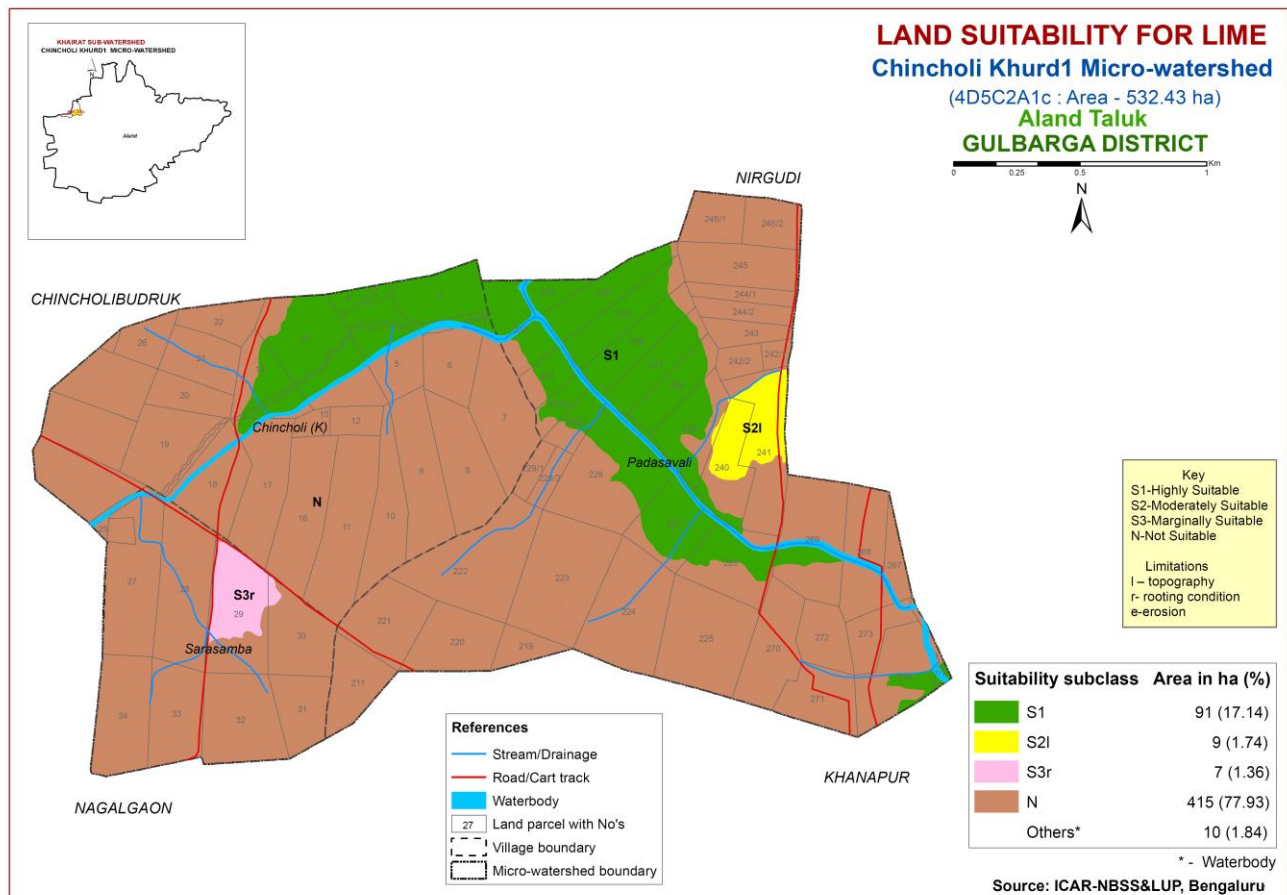 KHAIRAT SUB-WATERSHED
CHINCHOLI KHURD1 MICRO-WATERSHED
N
Aland
LAND SUITABILITY FOR LIME
Chincholi Khurd1 Micro-watershed
(4D5C2A1c : Area - 532.43 ha)
Aland Taluk
GULBARGA DISTRICT
Km
0 0.25 0.5 1
N
NIRGUDI
CHINCHOLIBUDRUK
246/1 246/2
245
244/1
244/2
243
242/2
22
26
21
20
19
5
6
7
S1
S2l
240
241
15
12
Chincholi (K)
Padasavali
18
17
16
11
10
9
8
N
229/1
229/2
228
25
27
28
S3r
29
30
Sarasamba
34
33
32
31
211
221
222
220
219
223
224
225
269
268
267
270
271
272
273
NAGALGAON
KHANAPUR
Key
S1-Highly Suitable
S2-Moderately Suitable
S3-Marginally Suitable
N-Not Suitable
Limitations
l – topography
r- rooting condition
e-erosion
Suitability subclass Area in ha (%)
S1 91 (17.14)
S2l 9 (1.74)
S3r 7 (1.36)
N 415 (77.93)
Others* 10 (1.84)
* - Waterbody
References
Stream/Drainage
Road/Cart track
Waterbody
27 Land parcel with No's
Village boundary
Micro-watershed boundary
Source: ICAR-NBSS&LUP, Bengaluru